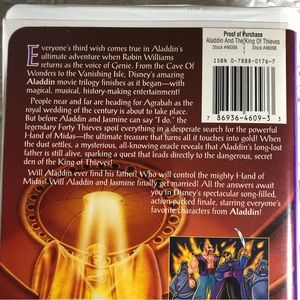 Proof of Purchase
Aladdin And The King Of Thieves
Stock #4609A Stock #4609B
ISBN 0-7888-0176-7
7 86936 4609-3 3
Everyone's third wish comes true in Aladdin's
ultimate adventure when Robin Williams
returns as the voice of Genie. From the Cave Of
Wonders to the Vanishing Isle, Disney's amazing
Aladdin movie trilogy finishes as it began—with
magical, musical, history-making entertainment!
People near and far are heading for Agrabah as the
royal wedding of the century is about to take place.
But before Aladdin and Jasmine can say "I do," the
legendary Forty Thieves spoil everything in a desperate search for the powerful
Hand of Midas—the ultimate treasure that turns all it touches into gold! When
the dust settles, a mysterious, all-knowing oracle reveals that Aladdin's long-lost
father is still alive, sparking a quest that leads directly to the dangerous, secret
den of the King of Thieves!
Will Aladdin ever find his father? Who will control the mighty Hand of
Midas? Will Aladdin and Jasmine finally get married? All the answers await
you in Disney's spectacular song-filled,
action-packed finale, starring everyone's
favorite characters from Aladdin!